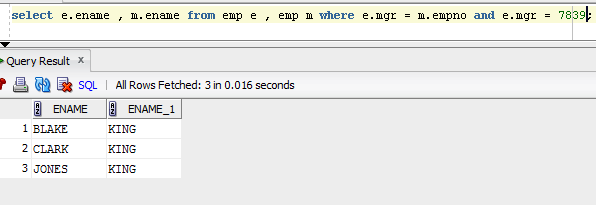 select e.ename , m.ename from emp e , emp m where e.mgr = m.empno and e.mgr = 7839;
Query Result x
SQL | All Rows Fetched: 3 in 0.016 seconds
ENAME ENAME_1
1 BLAKE KING
2 CLARK KING
3 JONES KING